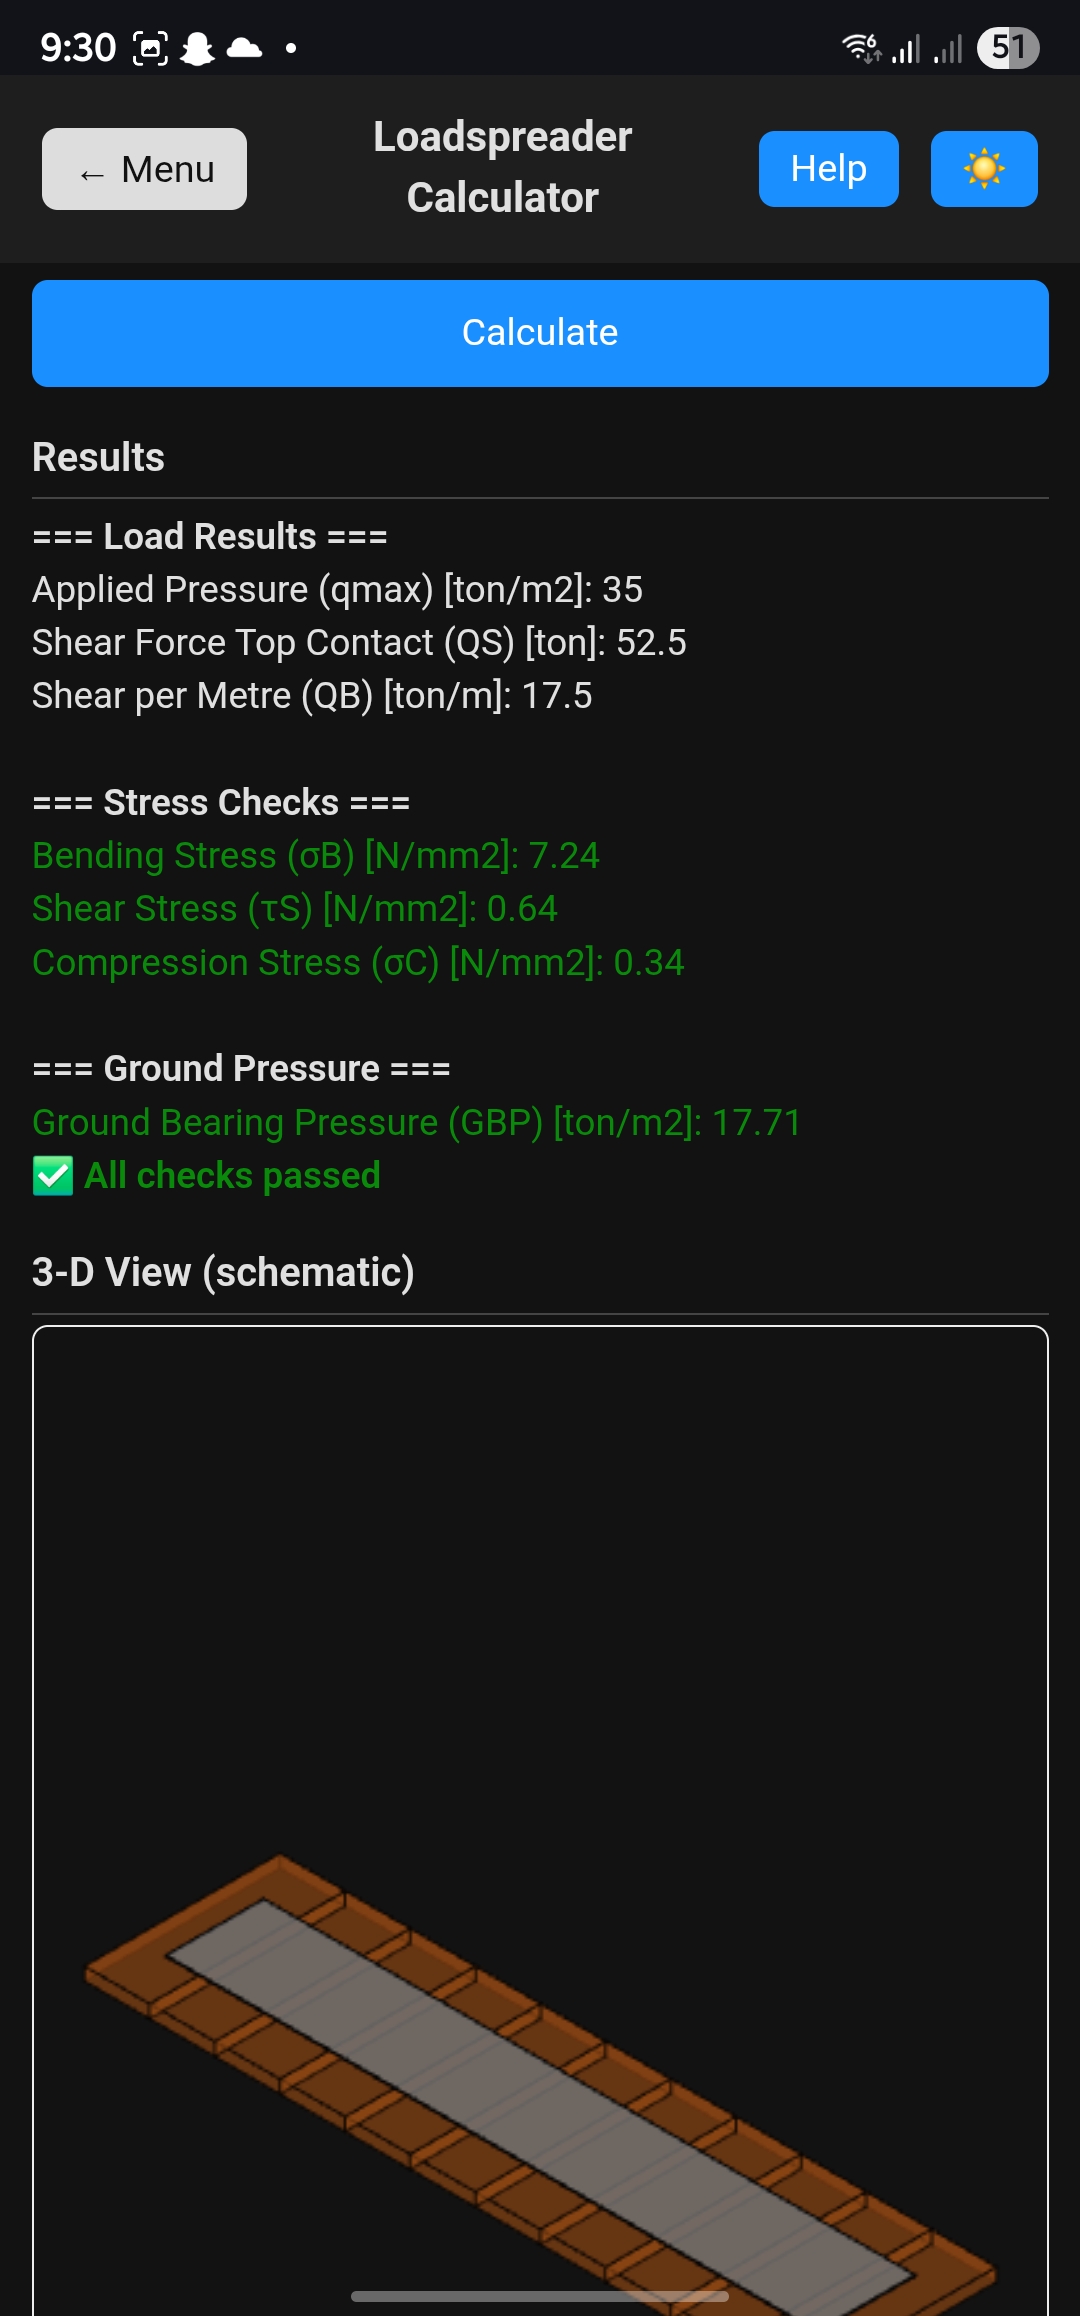 9:30
6
51
← Menu
Loadspreader
Calculator
Help
Calculate
Results
=== Load Results ===
Applied Pressure (qmax) [ton/m2]: 35
Shear Force Top Contact (QS) [ton]: 52.5
Shear per Metre (QB) [ton/m]: 17.5
=== Stress Checks ===
Bending Stress (σB) [N/mm2]: 7.24
Shear Stress (τS) [N/mm2]: 0.64
Compression Stress (σC) [N/mm2]: 0.34
=== Ground Pressure ===
Ground Bearing Pressure (GBP) [ton/m2]: 17.71
✅ All checks passed
3-D View (schematic)